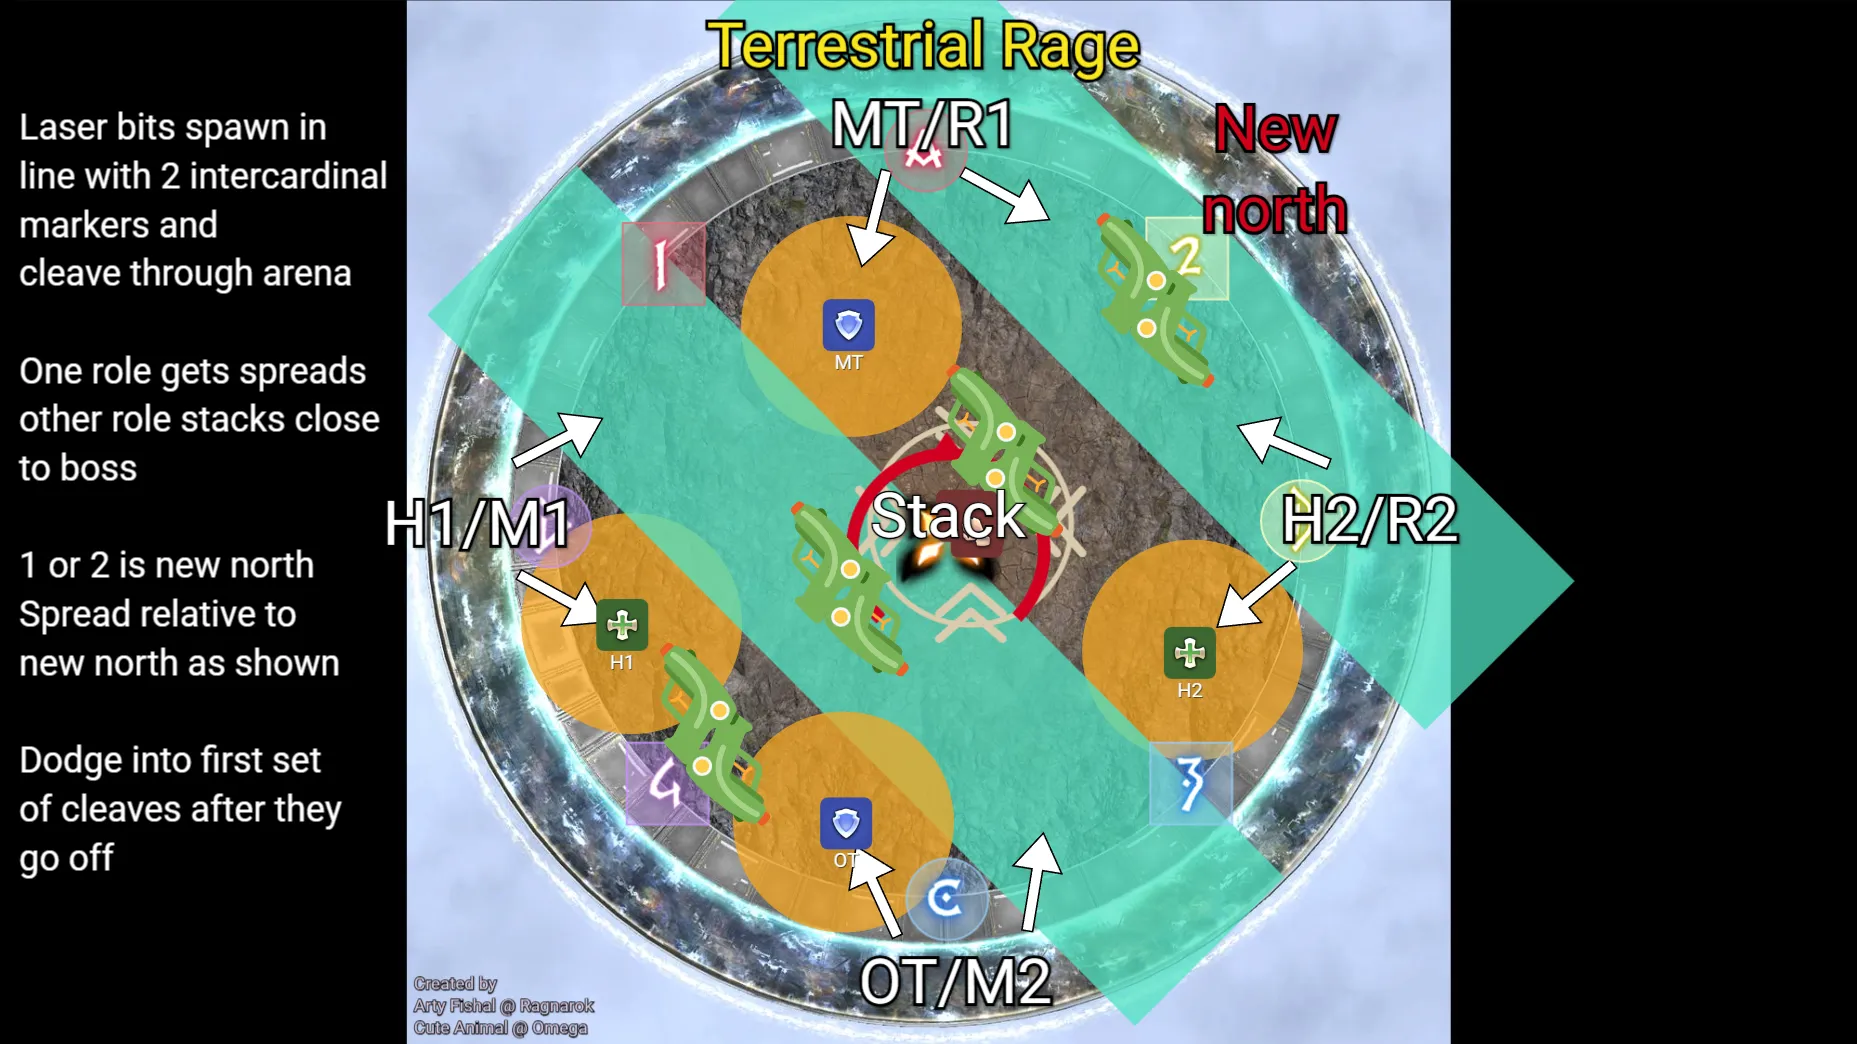 Terrestrial Rage
MT/R1
A
New
north
Laser bits spawn in
line with 2 intercardinal
markers and
cleave through arena
One role gets spreads
other role stacks close
to boss
1 or 2 is new north
Spread relative to
new north as shown
Dodge into first set
of cleaves after they
go off
1
2
MT
Stack
H1/M1
H2/R2
H1
H2
4
3
OT
C
OT/M2
Created by
Arty Fishal @ Ragnarok
Cute Animal @ Omega